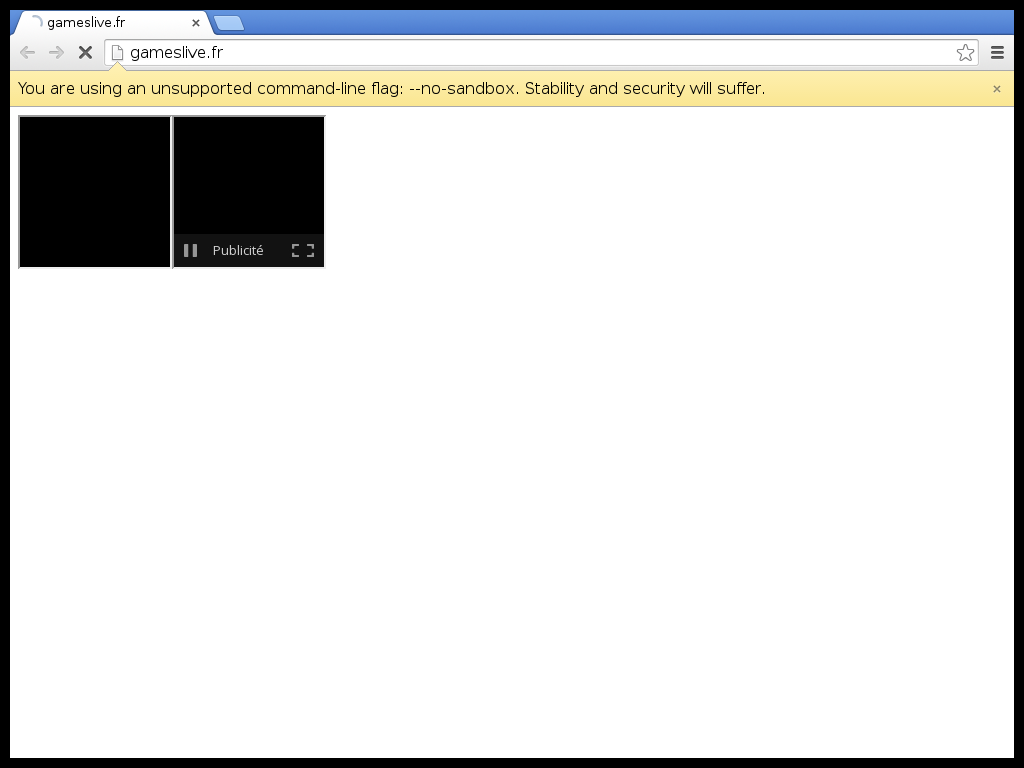 gameslive.fr
gameslive.fr
You are using an unsupported command-line flag: --no-sandbox. Stability and security will suffer.
Publicité